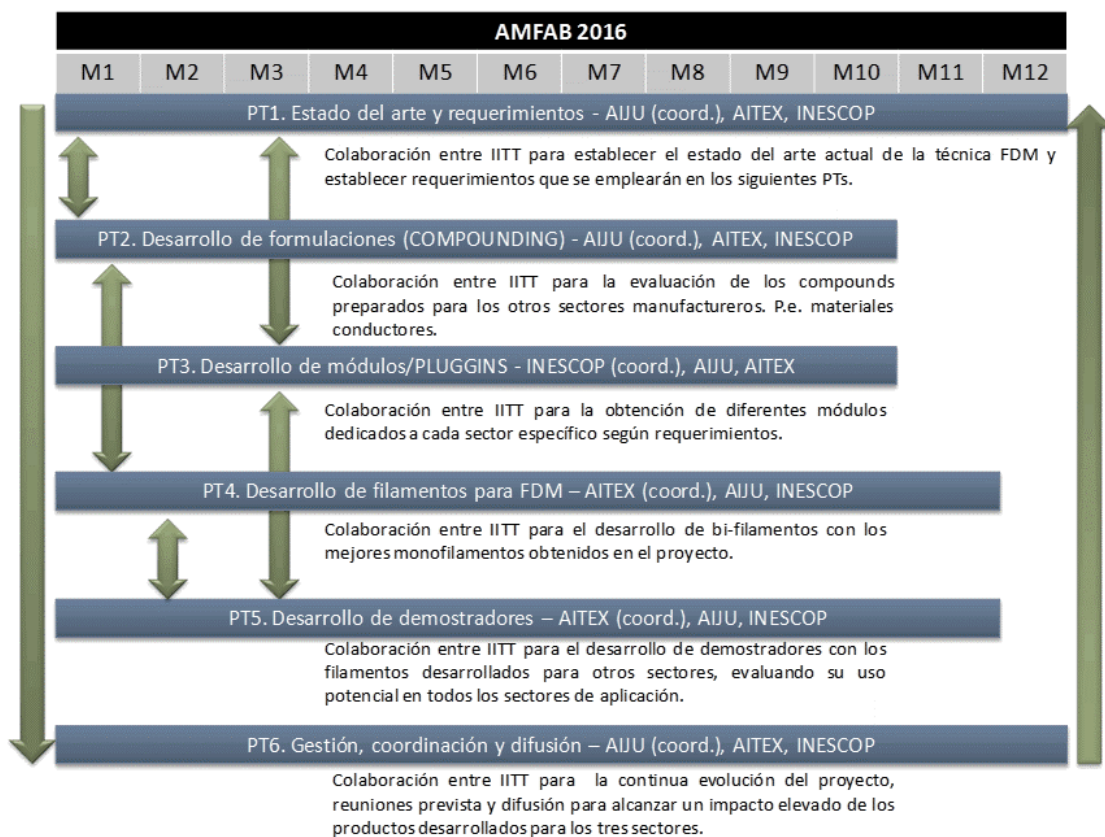 AMFAB 2016
M1 M2 M3 M4 M5 M6 M7 M8 M9 M10 M11 M12
PT1. Estado del arte y requerimientos - AIJU (coord.), AITEX, INESCOP
Colaboración entre IITT para establecer el estado del arte actual de la técnica FDM y
establecer requerimientos que se emplearán en los siguientes PTs.
PT2. Desarrollo de formulaciones (COMPOUNDING) - AIJU (coord.), AITEX, INESCOP
Colaboración entre IITT para la evaluación de los compounds
preparados para los otros sectores manufactureros. P.e. materiales
conductores.
PT3. Desarrollo de módulos/PLUGGINS - INESCOP (coord.), AIJU, AITEX
Colaboración entre IITT para la obtención de diferentes módulos
dedicados a cada sector específico según requerimientos.
PT4. Desarrollo de filamentos para FDM – AITEX (coord.), AIJU, INESCOP
Colaboración entre IITT para el desarrollo de bi-filamentos con los
mejores monofilamentos obtenidos en el proyecto.
PT5. Desarrollo de demostradores – AITEX (coord.), AIJU, INESCOP
Colaboración entre IITT para el desarrollo de demostradores con los
filamentos desarrollados para otros sectores, evaluando su uso
potencial en todos los sectores de aplicación.
PT6. Gestión, coordinación y difusión – AIJU (coord.), AITEX, INESCOP
Colaboración entre IITT para la continua evolución del proyecto,
reuniones prevista y difusión para alcanzar un impacto elevado de los
productos desarrollados para los tres sectores.